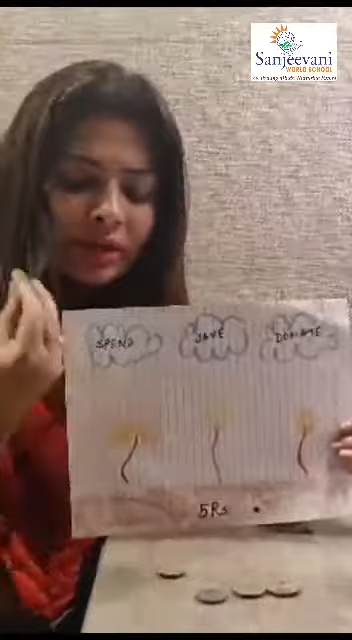 Sanjeevani
WORLD SCHOOL
SPEND
SAVE
DONATE
5Rs